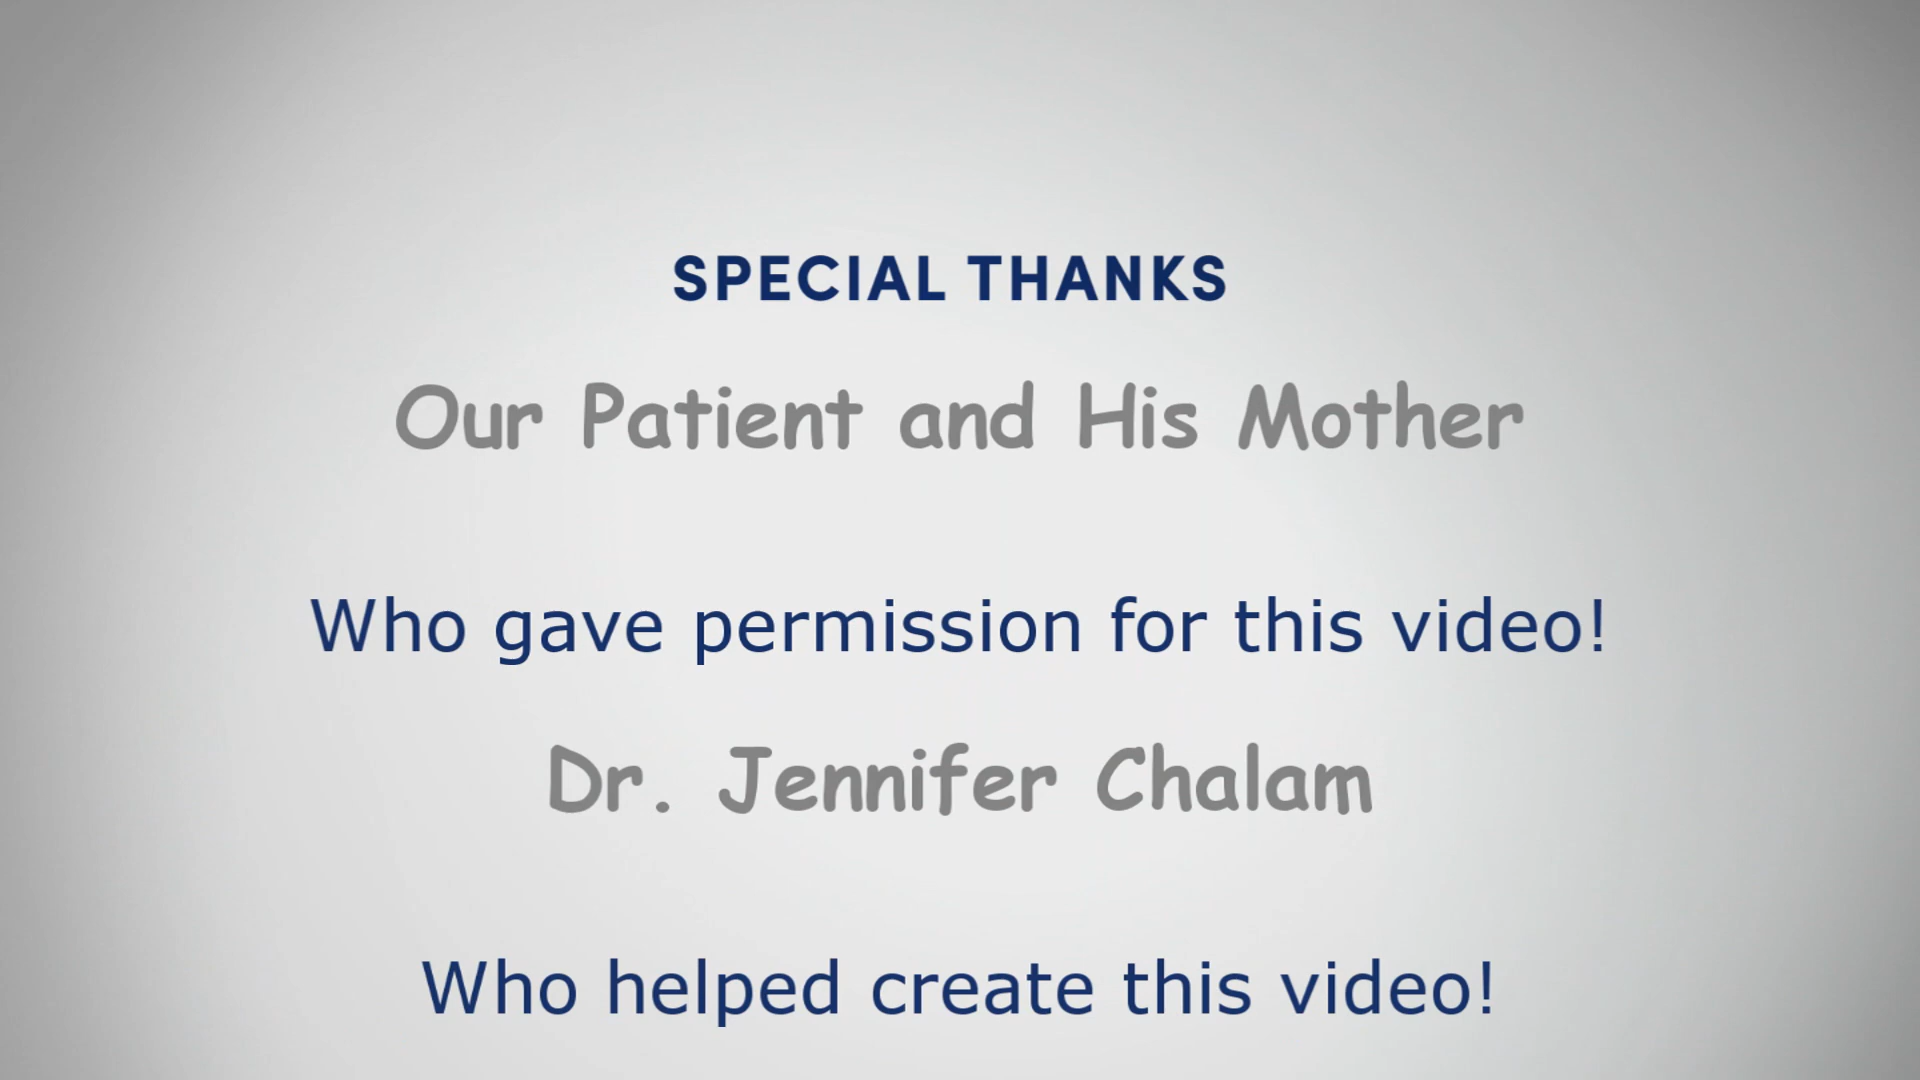 SPECIAL THANKS
Our Patient and His Mother
Who gave permission for this video!
Dr. Jennifer Chalam
Who helped create this video!